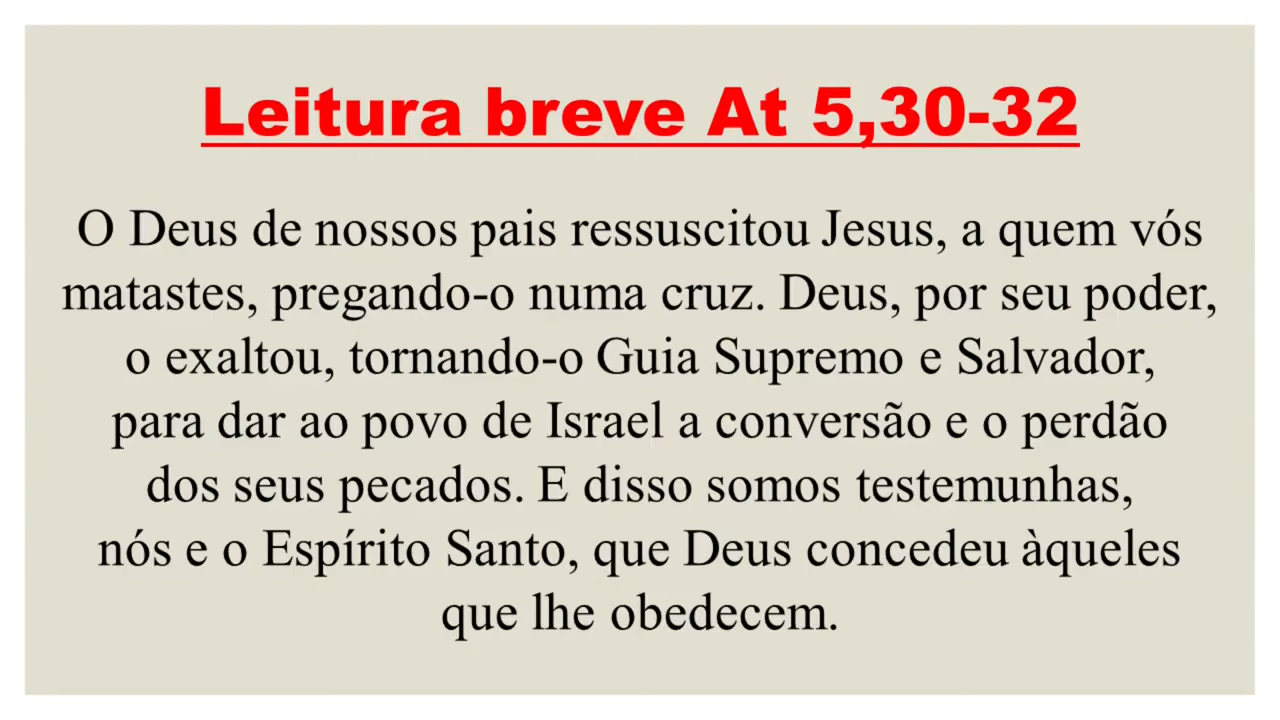 Leitura breve At 5,30-32
O Deus de nossos pais ressuscitou Jesus, a quem vós
matastes, pregando-o numa cruz. Deus, por seu poder,
o exaltou, tornando-o Guia Supremo e Salvador,
para dar ao povo de Israel a conversão e o perdão
dos seus pecados. E disso somos testemunhas,
nós e o Espírito Santo, que Deus concedeu àqueles
que lhe obedecem.